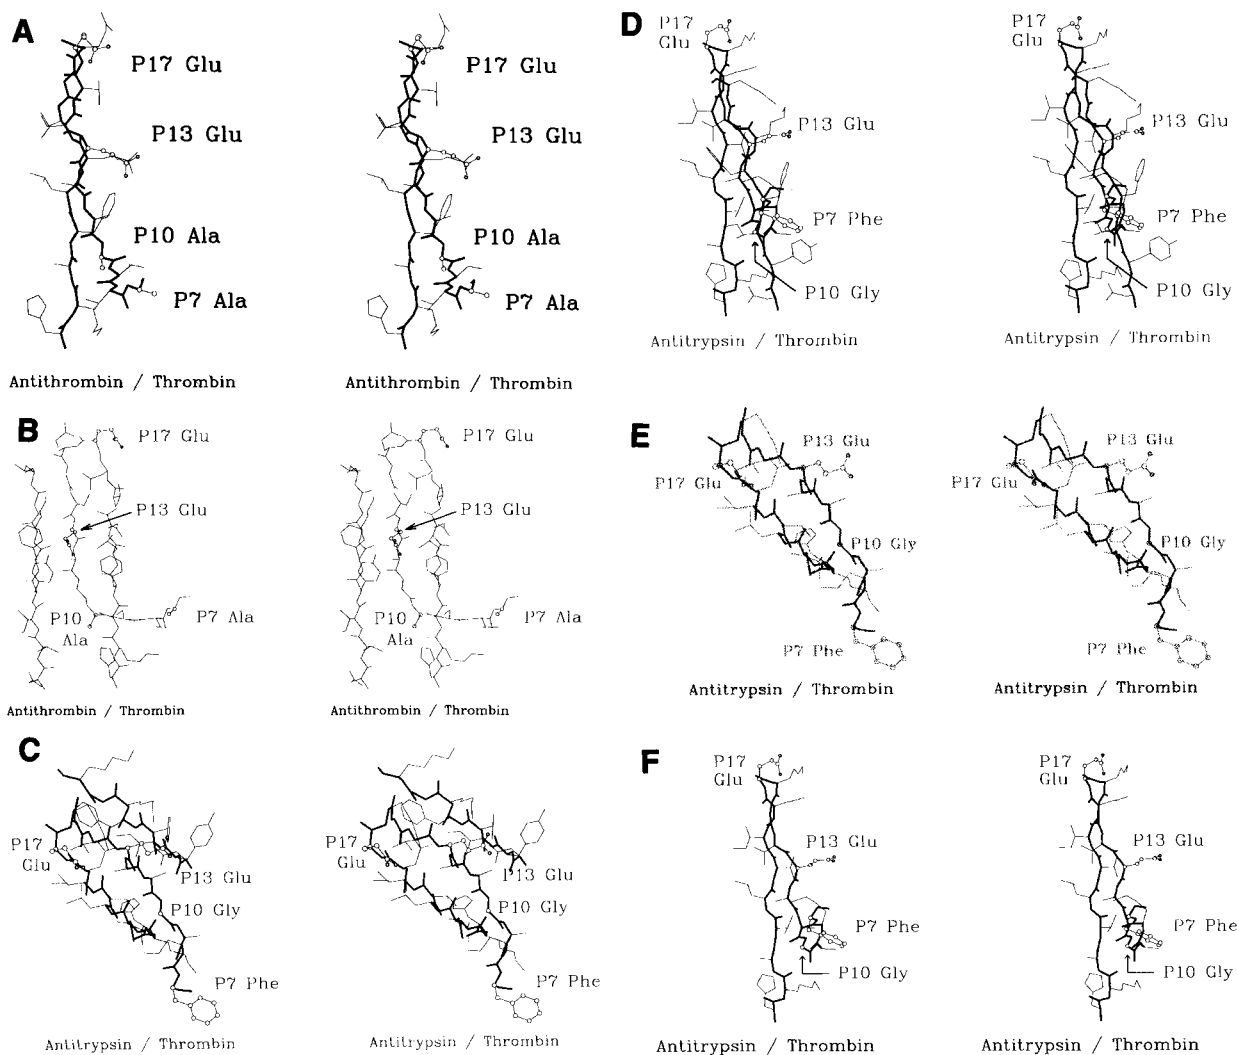 A
P17 Glu
P13 Glu
P10 Ala
P7 Ala
P17 Glu
P13 Glu
P10 Ala
P7 Ala
Antithrombin / Thrombin
Antithrombin / Thrombin
B
P17 Glu
P13 Glu
P10
Ala
P7 Ala
P17 Glu
P13 Glu
P10
Ala
P7 Ala
Antithrombin / Thrombin
Antithrombin / Thrombin
C
P17
Glu
P13 Glu
P10 Gly
P7 Phe
P17
Glu
P13 Glu
P10 Gly
P7 Phe
Antitrypsin / Thrombin
Antitrypsin / Thrombin
D
P17
Glu
P13 Glu
P7 Phe
P10 Gly
P17
Glu
P13 Glu
P7 Phe
P10 Gly
Antitrypsin / Thrombin
Antitrypsin / Thrombin
E
P13 Glu
P17 Glu
P10 Gly
P7 Phe
P13 Glu
P17 Glu
P10 Gly
P7 Phe
Antitrypsin / Thrombin
Antitrypsin / Thrombin
F
P17
Glu
P13 Glu
P7 Phe
P10 Gly
P17
Glu
P13 Glu
P7 Phe
P10 Gly
Antitrypsin / Thrombin
Antitrypsin / Thrombin